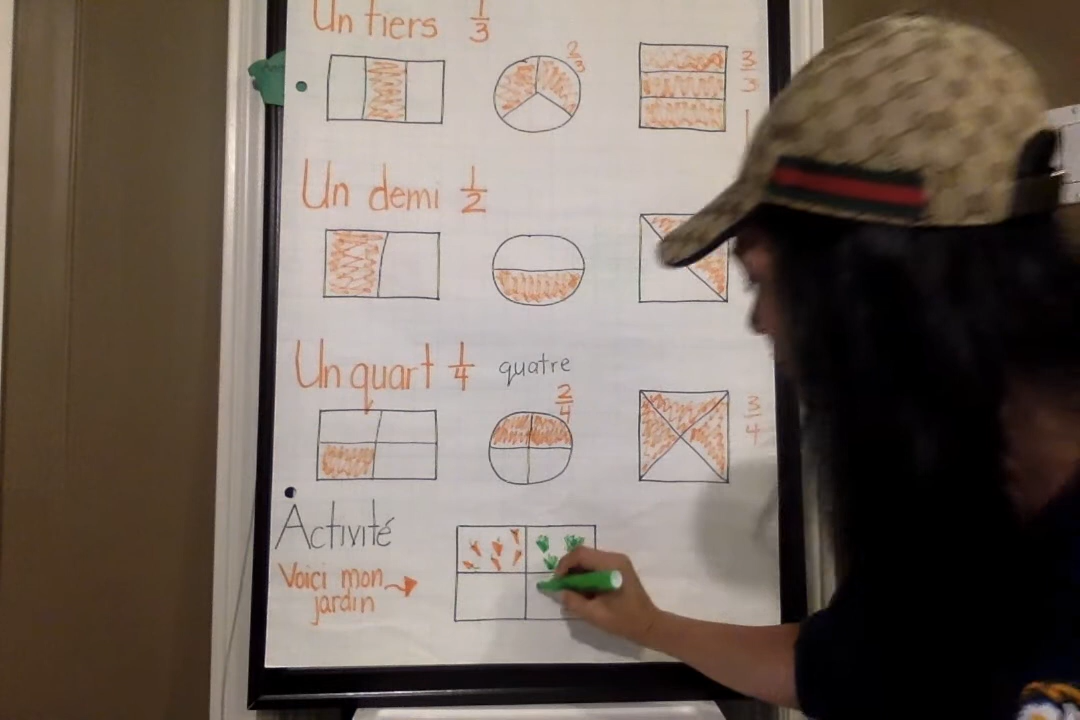 Un tiers 1/3
2/3
3/3
1
Un demi 1/2
Un quart 1/4 quatre
2/4
3/4
Activité
Voici mon
jardin